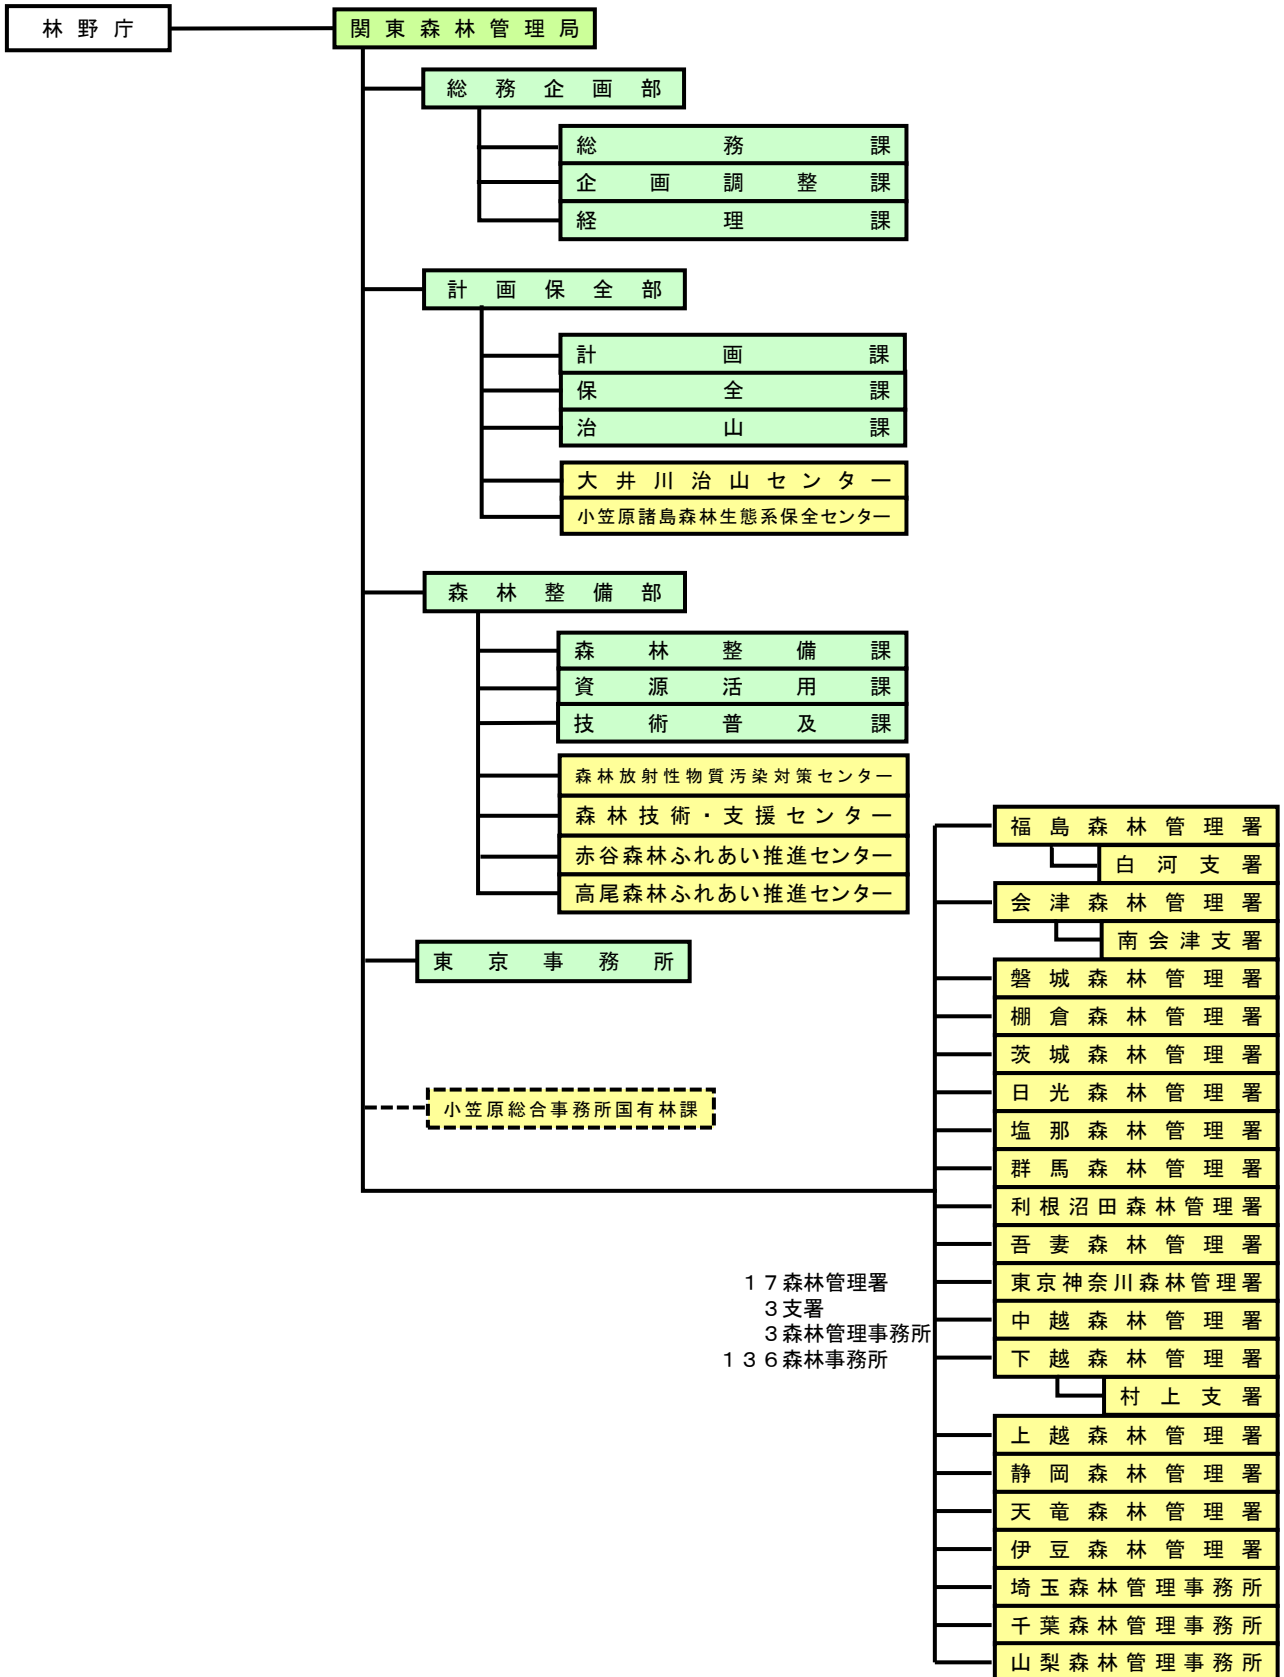 林野庁
関東森林管理局
総務企画部
総務課
企画調整課
経理課
計画保全部
計画課
保全課
治山課
大井川治山センター
小笠原諸島森林生態系保全センター
森林整備部
森林整備課
資源活用課
技術普及課
森林放射性物質汚染対策センター
森林技術・支援センター
赤谷森林ふれあい推進センター
高尾森林ふれあい推進センター
東京事務所
小笠原総合事務所国有林課
１７森林管理署
３支署
３森林管理事務所
１３６森林事務所
福島森林管理署
白河支署
会津森林管理署
南会津支署
磐城森林管理署
棚倉森林管理署
茨城森林管理署
日光森林管理署
塩那森林管理署
群馬森林管理署
利根沼田森林管理署
吾妻森林管理署
東京神奈川森林管理署
中越森林管理署
下越森林管理署
村上支署
上越森林管理署
静岡森林管理署
天竜森林管理署
伊豆森林管理署
埼玉森林管理事務所
千葉森林管理事務所
山梨森林管理事務所